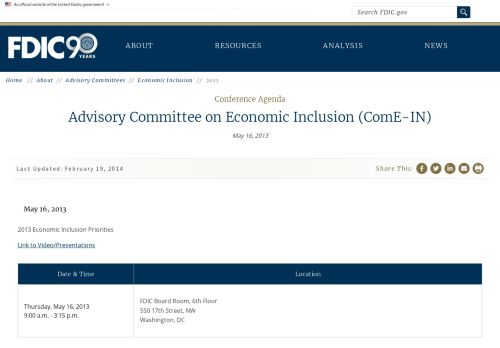 An official website of the United States government
Search FDIC.gov
FDIC 90 YEARS
ABOUT RESOURCES ANALYSIS NEWS
Home // About // Advisory Committees // Economic Inclusion // 2013
Conference Agenda
Advisory Committee on Economic Inclusion (ComE-IN)
May 16, 2013
Last Updated: February 19, 2014 Share This:
May 16, 2013
2013 Economic Inclusion Priorities
Link to Video/Presentations
Date & Time Location
Thursday, May 16, 2013
9:00 a.m. - 3:15 p.m.
FDIC Board Room, 6th Floor
550 17th Street, NW
Washington, DC